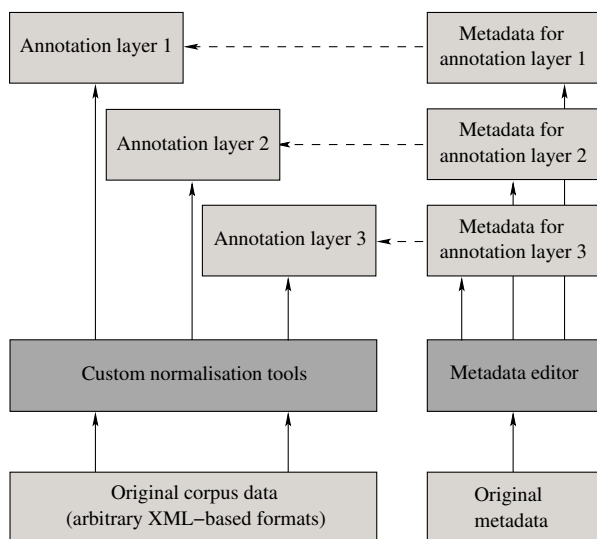 Annotation layer 1
Metadata for
annotation layer 1
Annotation layer 2
Metadata for
annotation layer 2
Annotation layer 3
Metadata for
annotation layer 3
Custom normalisation tools
Metadata editor
Original corpus data
(arbitrary XML−based formats)
Original
metadata